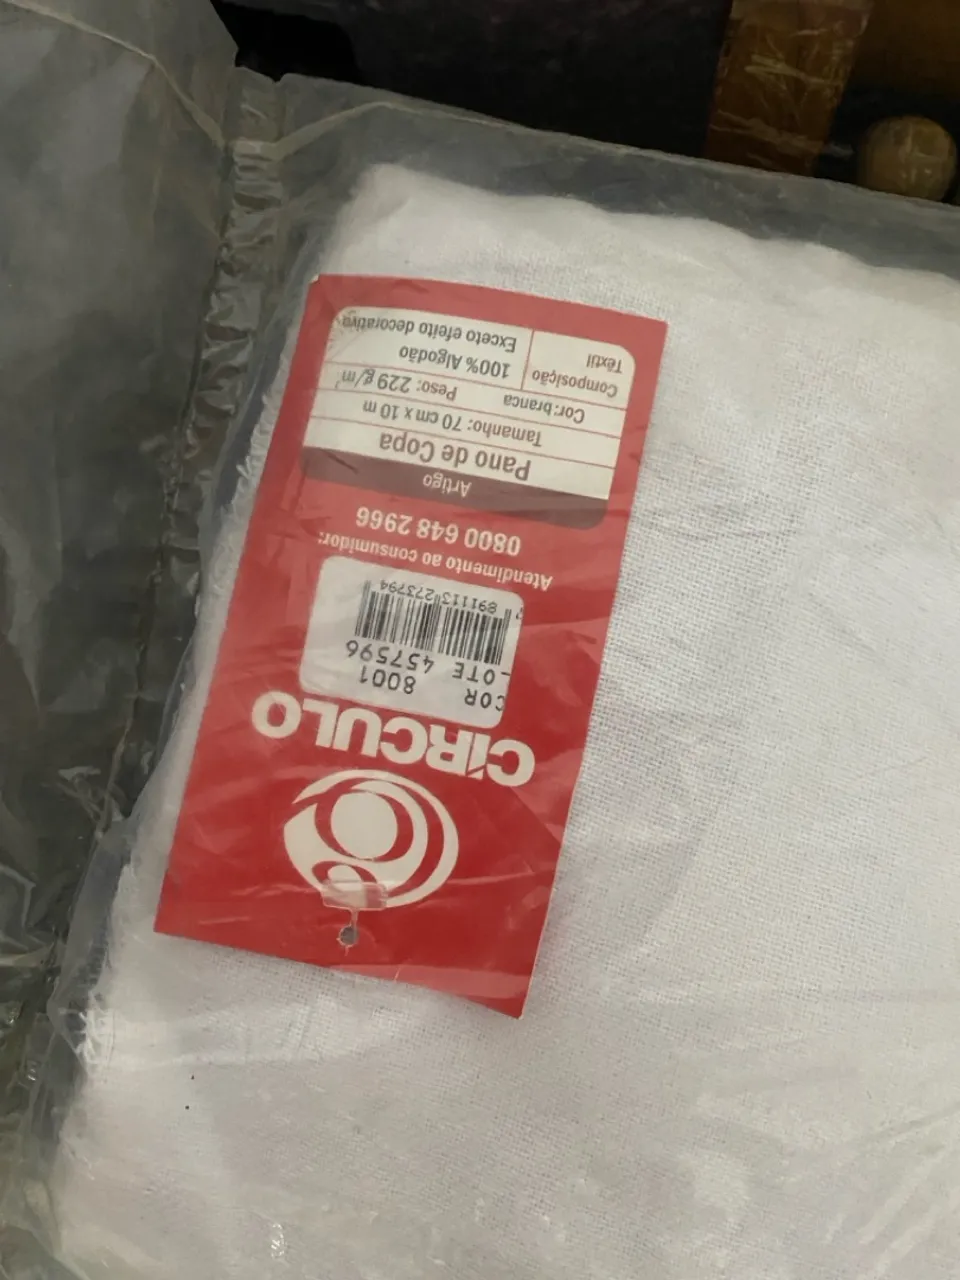 CÍRCULO
COR 8001
LOTE 457596
891113 273794
Atendimento ao consumidor:
0800 648 2966
Artigo
Pano de Copa
Tamanho: 70 cm x 10 m
Cor: branca Peso: 229 g/m²
Composição Têxtil
100% Algodão
Exceto efeito decorativo